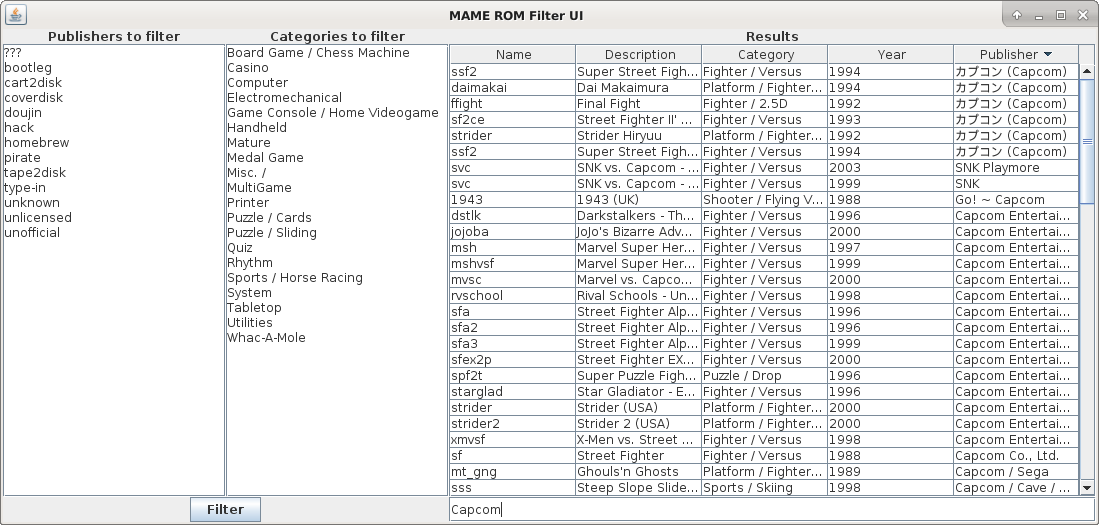 MAME ROM Filter UI
Publishers to filter
Categories to filter
Results
???
bootleg
cart2disk
coverdisk
doujin
hack
homebrew
pirate
tape2disk
type-in
unknown
unlicensed
unofficial
Board Game / Chess Machine
Casino
Computer
Electromechanical
Game Console / Home Videogame
Handheld
Mature
Medal Game
Misc. /
MultiGame
Printer
Puzzle / Cards
Puzzle / Sliding
Quiz
Rhythm
Sports / Horse Racing
System
Tabletop
Utilities
Whac-A-Mole
Name Description Category Year Publisher
ssf2 Super Street Figh... Fighter / Versus 1994 カプコン (Capcom)
daimakai Dai Makaimura Platform / Fighter... 1994 カプコン (Capcom)
ffight Final Fight Fighter / 2.5D 1992 カプコン (Capcom)
sf2ce Street Fighter II' ... Fighter / Versus 1993 カプコン (Capcom)
strider Strider Hiryuu Platform / Fighter... 1992 カプコン (Capcom)
ssf2 Super Street Figh... Fighter / Versus 1994 カプコン (Capcom)
svc SNK vs. Capcom - ... Fighter / Versus 2003 SNK Playmore
svc SNK vs. Capcom - ... Fighter / Versus 1999 SNK
1943 1943 (UK) Shooter / Flying V... 1988 Go! ~ Capcom
dstlk Darkstalkers - Th... Fighter / Versus 1996 Capcom Entertai...
jojoba JoJo's Bizarre Adv... Fighter / Versus 2000 Capcom Entertai...
msh Marvel Super Her... Fighter / Versus 1997 Capcom Entertai...
mshvsf Marvel Super Her... Fighter / Versus 1999 Capcom Entertai...
mvsc Marvel vs. Capco... Fighter / Versus 2000 Capcom Entertai...
rvschool Rival Schools - Un... Fighter / Versus 1998 Capcom Entertai...
sfa Street Fighter Alp... Fighter / Versus 1996 Capcom Entertai...
sfa2 Street Fighter Alp... Fighter / Versus 1996 Capcom Entertai...
sfa3 Street Fighter Alp... Fighter / Versus 1999 Capcom Entertai...
sfex2p Street Fighter EX... Fighter / Versus 2000 Capcom Entertai...
spf2t Super Puzzle Figh... Puzzle / Drop 1996 Capcom Entertai...
starglad Star Gladiator - E... Fighter / Versus 1996 Capcom Entertai...
strider Strider (USA) Platform / Fighter... 2000 Capcom Entertai...
strider2 Strider 2 (USA) Platform / Fighter... 2000 Capcom Entertai...
xmvsf X-Men vs. Street ... Fighter / Versus 1998 Capcom Entertai...
sf Street Fighter Fighter / Versus 1988 Capcom Co., Ltd.
mt_gng Ghouls'n Ghosts Platform / Fighter... 1989 Capcom / Sega
sss Steep Slope Slide... Sports / Skiing 1998 Capcom / Cave / ...
Filter
Capcom